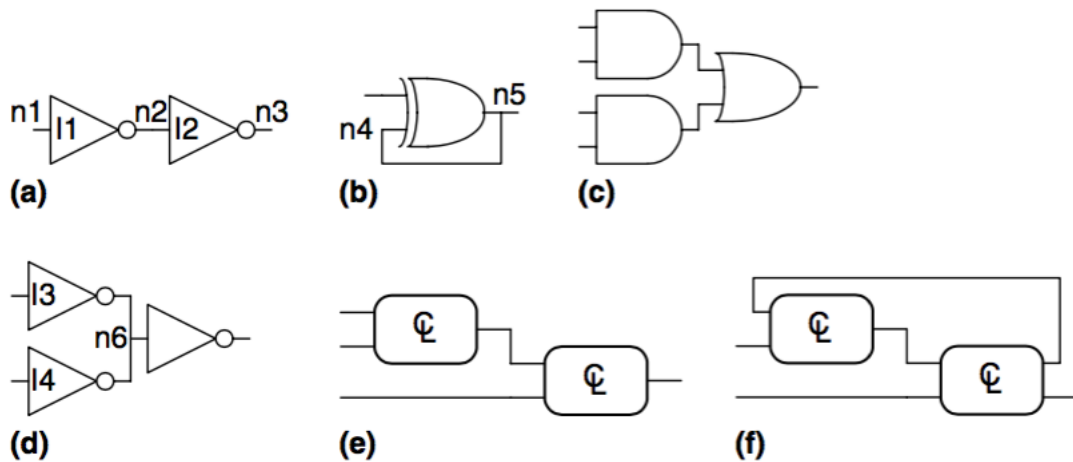 n1 I1 n2 I2 n3
(a)
n4 n5
(b)
(c)
I3
n6
I4
(d)
CL
CL
(e)
CL
CL
(f)